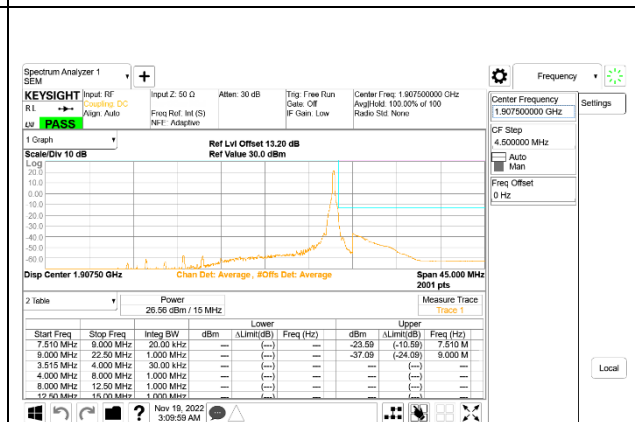 Spectrum Analyzer 1
SEM
+
Frequency
KEYSIGHT Input: RF Input Z: 50 Ω Atten: 30 dB Trig: Free Run Center Freq: 1.907500000 GHz
R L Coupling: DC Gate: Off Avg|Hold: 100.00% of 100
Align: Auto Freq Ref: Int (S) IF Gain: Low Radio Std: None
PASS NFE: Adaptive
Center Frequency
1.907500000 GHz
Settings
CF Step
4.500000 MHz
Auto
Man
Freq Offset
0 Hz
1 Graph
Ref Lvl Offset 13.20 dB
Scale/Div 10 dB Ref Value 30.0 dBm
Log
20.0
10.0
0.00
-10.0
-20.0
-30.0
-40.0
-50.0
-60.0
Disp Center 1.90750 GHz Chan Det: Average, #Offs Det: Average Span 45.000 MHz
2001 pts
2 Table Power Measure Trace
26.56 dBm / 15 MHz Trace 1
Lower Upper
Start Freq Stop Freq Integ BW dBm ΔLimit(dB) Freq (Hz) dBm ΔLimit(dB) Freq (Hz)
7.510 MHz 9.000 MHz 20.00 kHz --- (---) --- -23.59 (-10.59) 7.510 M
9.000 MHz 22.50 MHz 1.000 MHz --- (---) --- -37.09 (-24.09) 9.000 M
3.515 MHz 4.000 MHz 30.00 kHz --- (---) --- --- (---) ---
4.000 MHz 8.000 MHz 1.000 MHz --- (---) --- --- (---) ---
8.000 MHz 12.50 MHz 1.000 MHz --- (---) --- --- (---) ---
12.50 MHz 15.00 MHz 1.000 MHz --- (---) --- --- (---) ---
Local
? Nov 19, 2022
3:09:59 AM